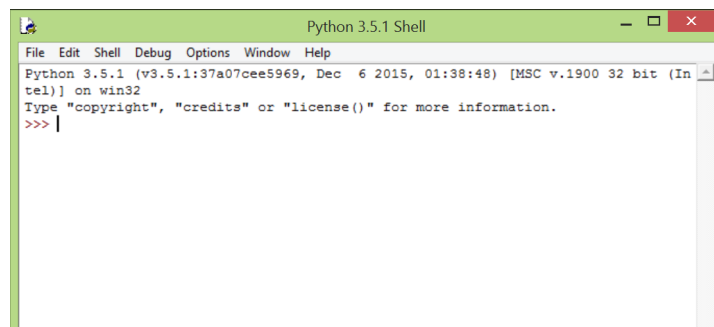 Python 3.5.1 Shell
File Edit Shell Debug Options Window Help
Python 3.5.1 (v3.5.1:37a07cee5969, Dec  6 2015, 01:38:48) [MSC v.1900 32 bit (In
tel)] on win32
Type "copyright", "credits" or "license()" for more information.
>>>